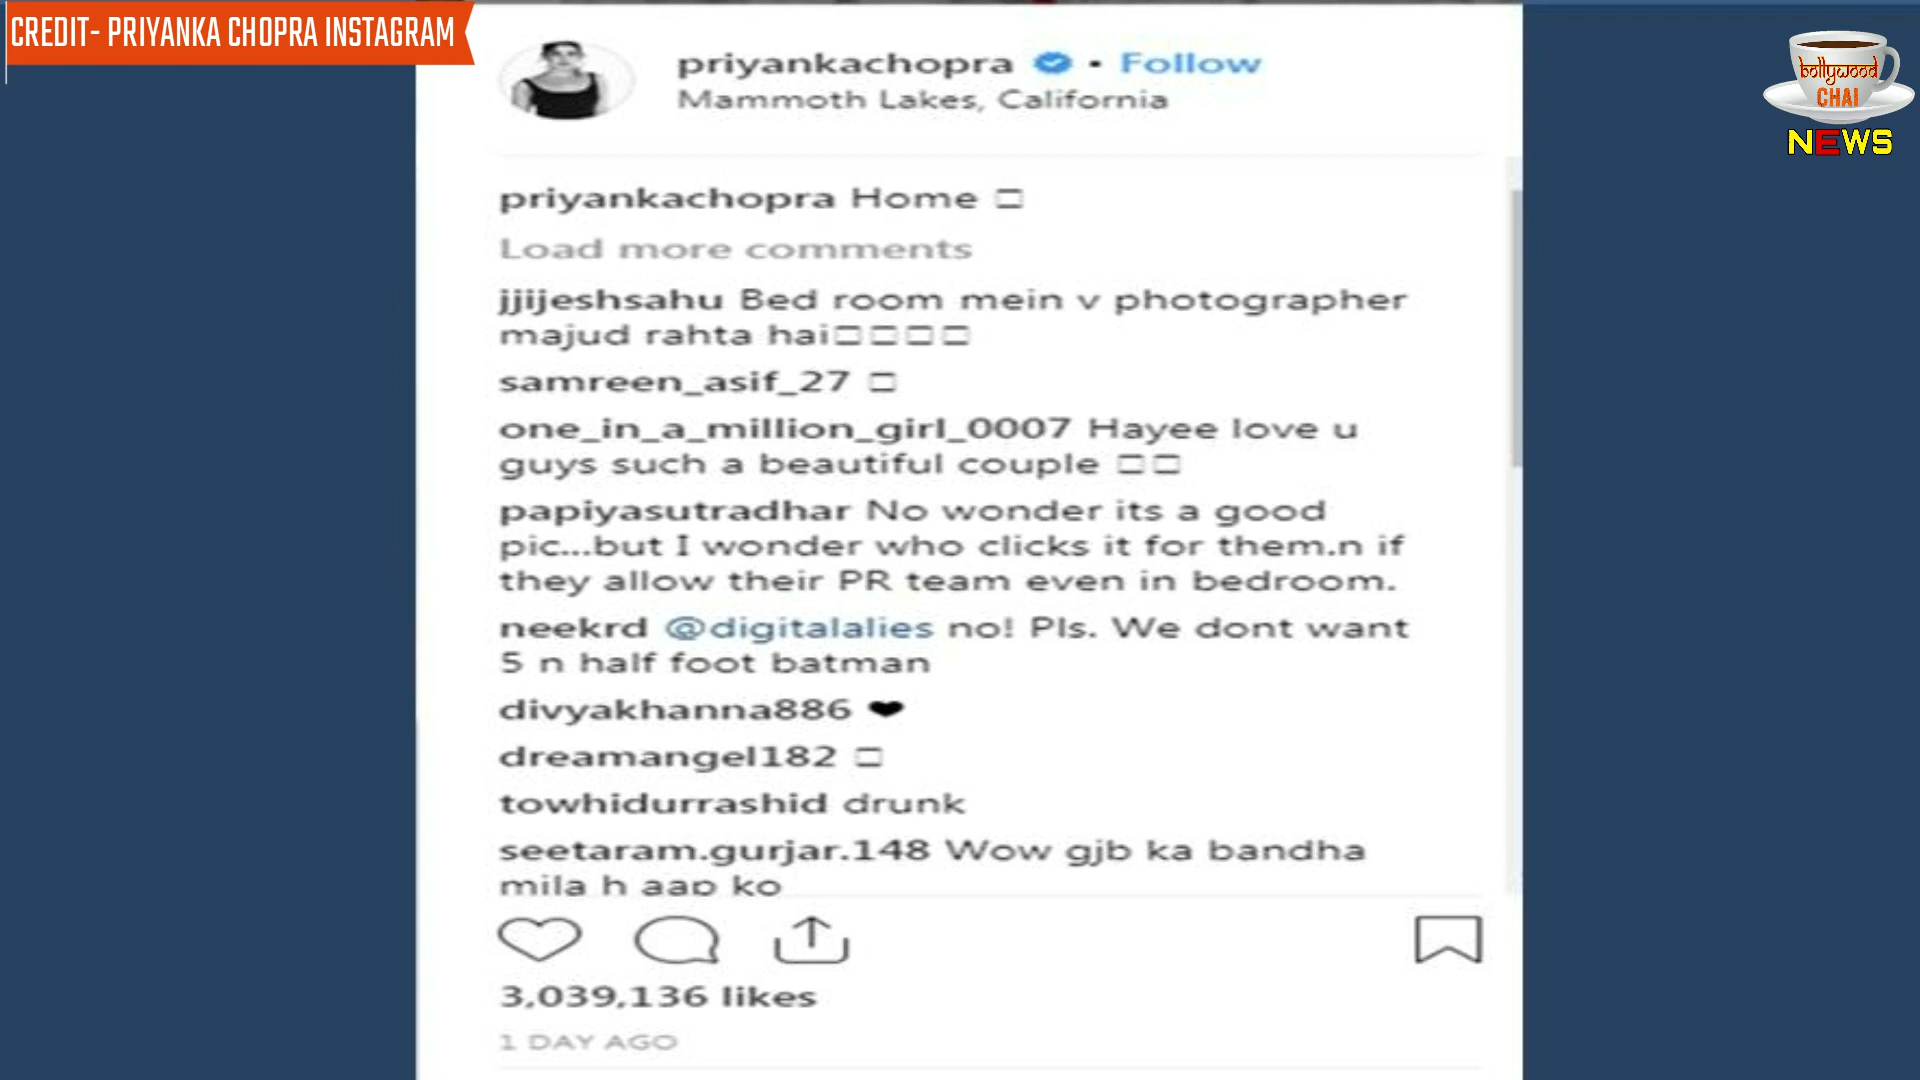 CREDIT- PRIYANKA CHOPRA INSTAGRAM
bollywood
CHAI
NEWS
priyankachopra • Follow
Mammoth Lakes, California
priyankachopra Home □
Load more comments
jjijeshsahu Bed room mein v photographer
majud rahta hai□□□□
samreen_asif_27 □
one_in_a_million_girl_0007 Hayee love u
guys such a beautiful couple □□
papiyasutradhar No wonder its a good
pic...but I wonder who clicks it for them.n if
they allow their PR team even in bedroom.
neekrd @digitalalies no! Pls. We dont want
5 n half foot batman
divyakhanna886 ❤
dreamangel182 □
towhidurrashid drunk
seetaram.gurjar.148 Wow gjb ka bandha
mila h aap ko
3,039,136 likes
1 DAY AGO